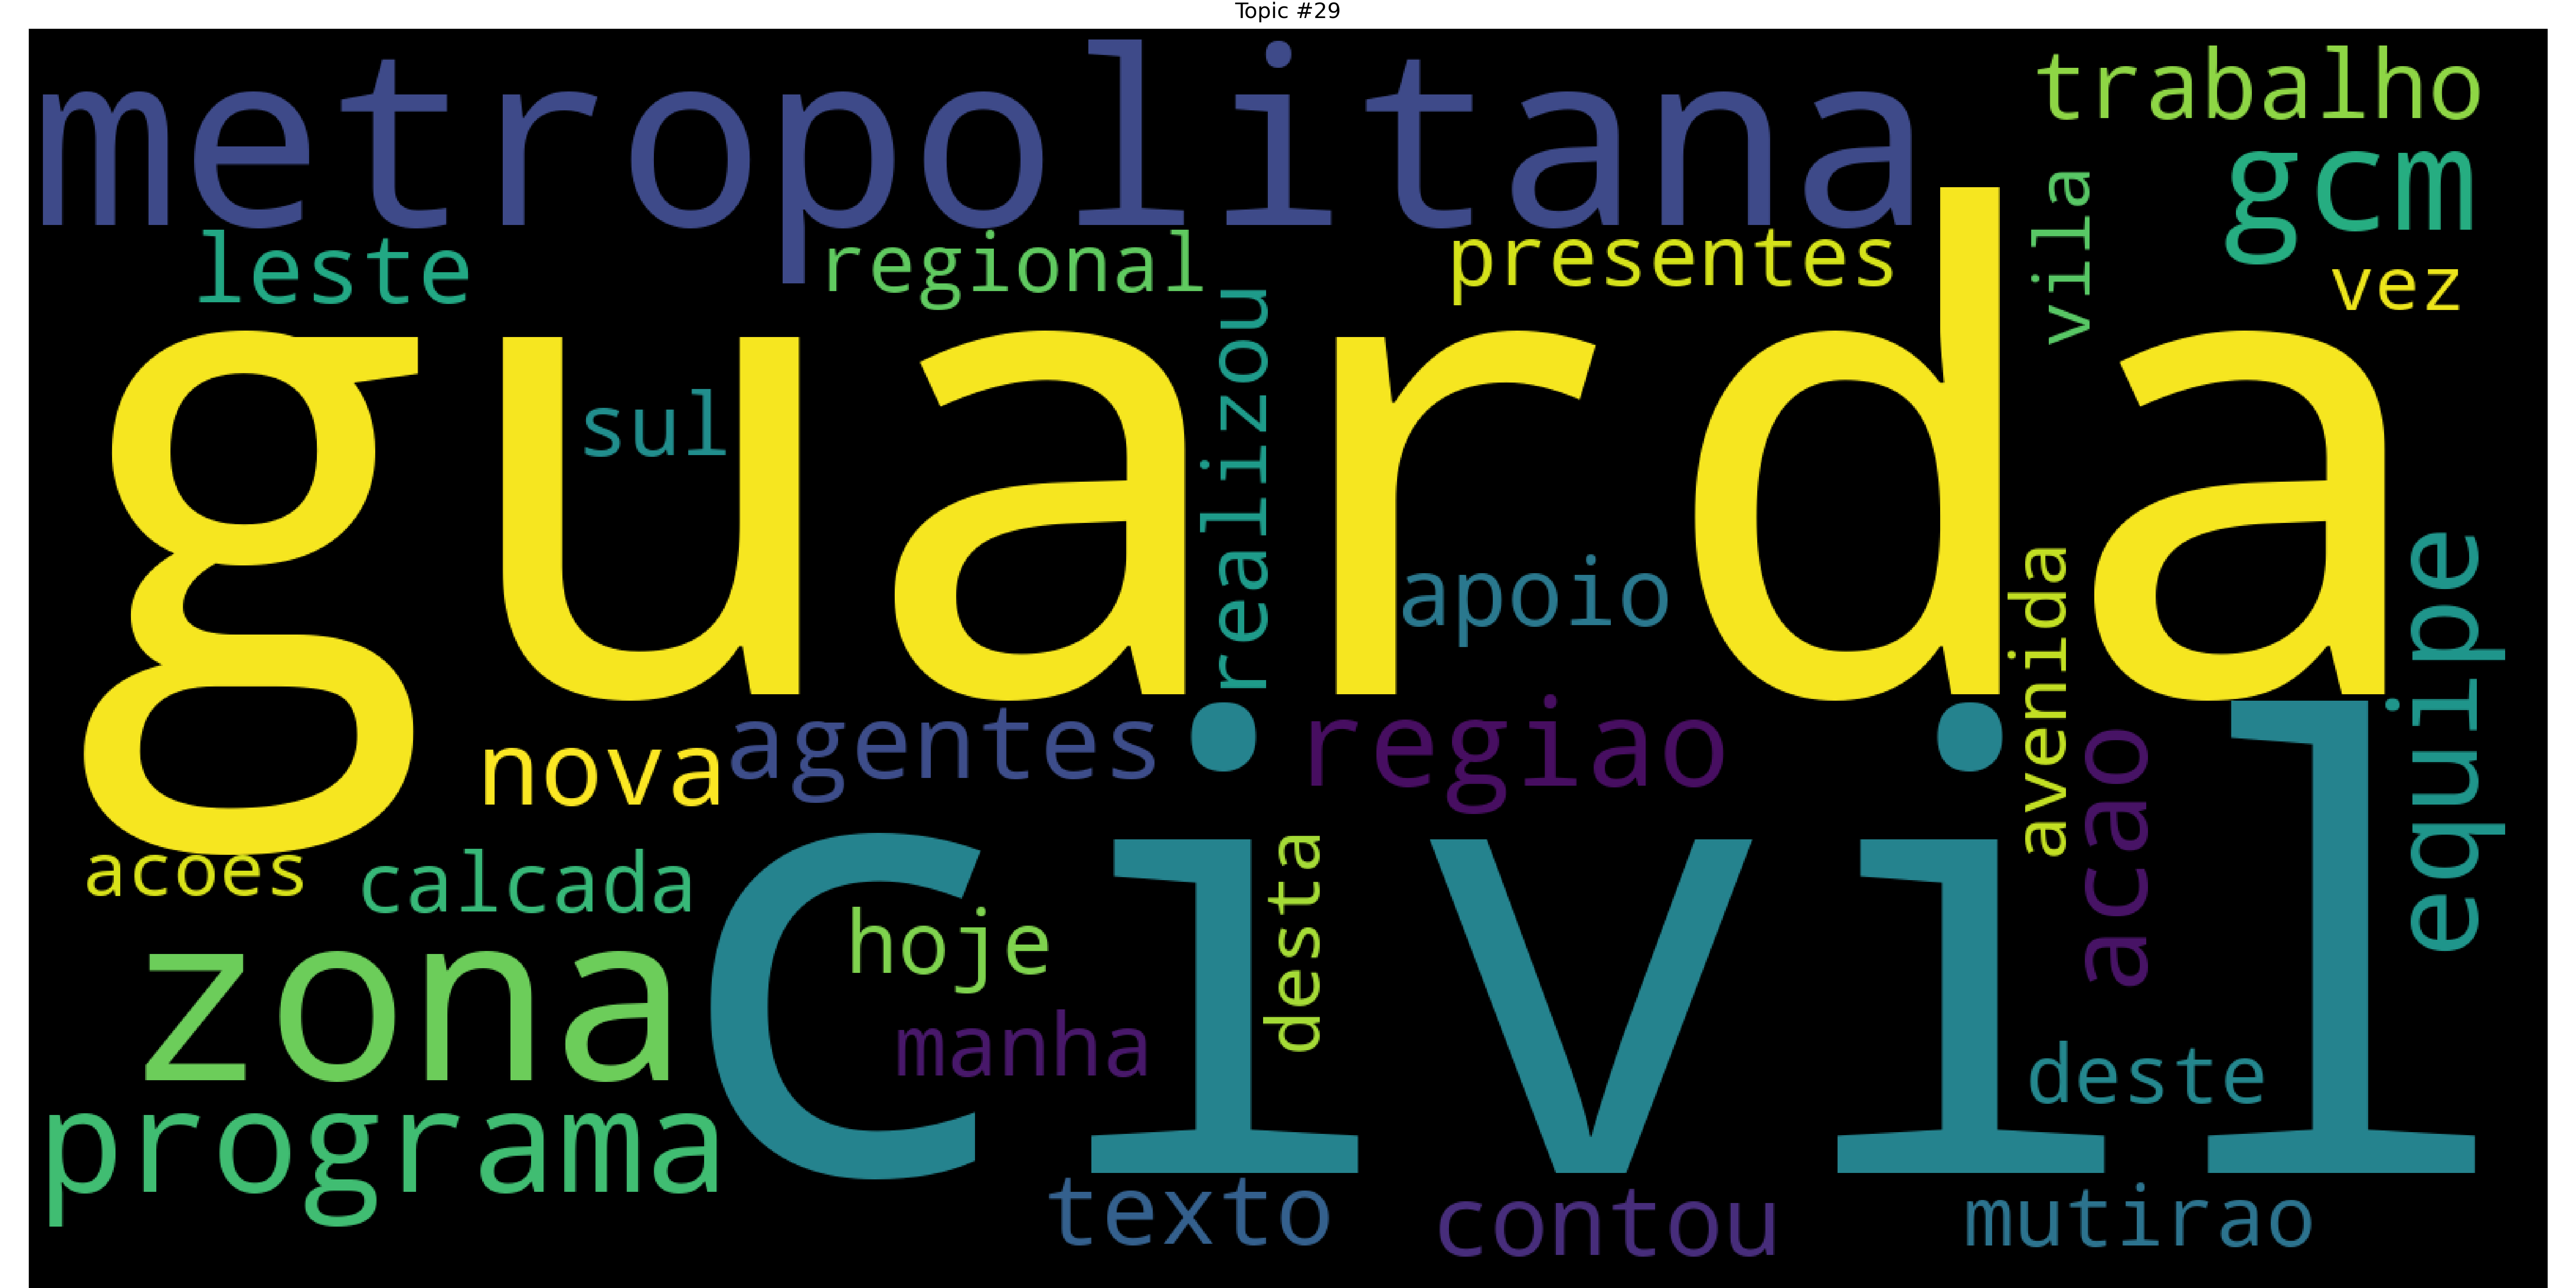 Topic #29
metropolitana
trabalho
gcm
vila
vez
leste
regional
presentes
guarda
sul
realizou
apoio
avenida
equipe
nova
agentes
regiao
acao
civil
acoes
calcada
hoje
desta
zona
manha
deste
programa
texto
contou
mutirao